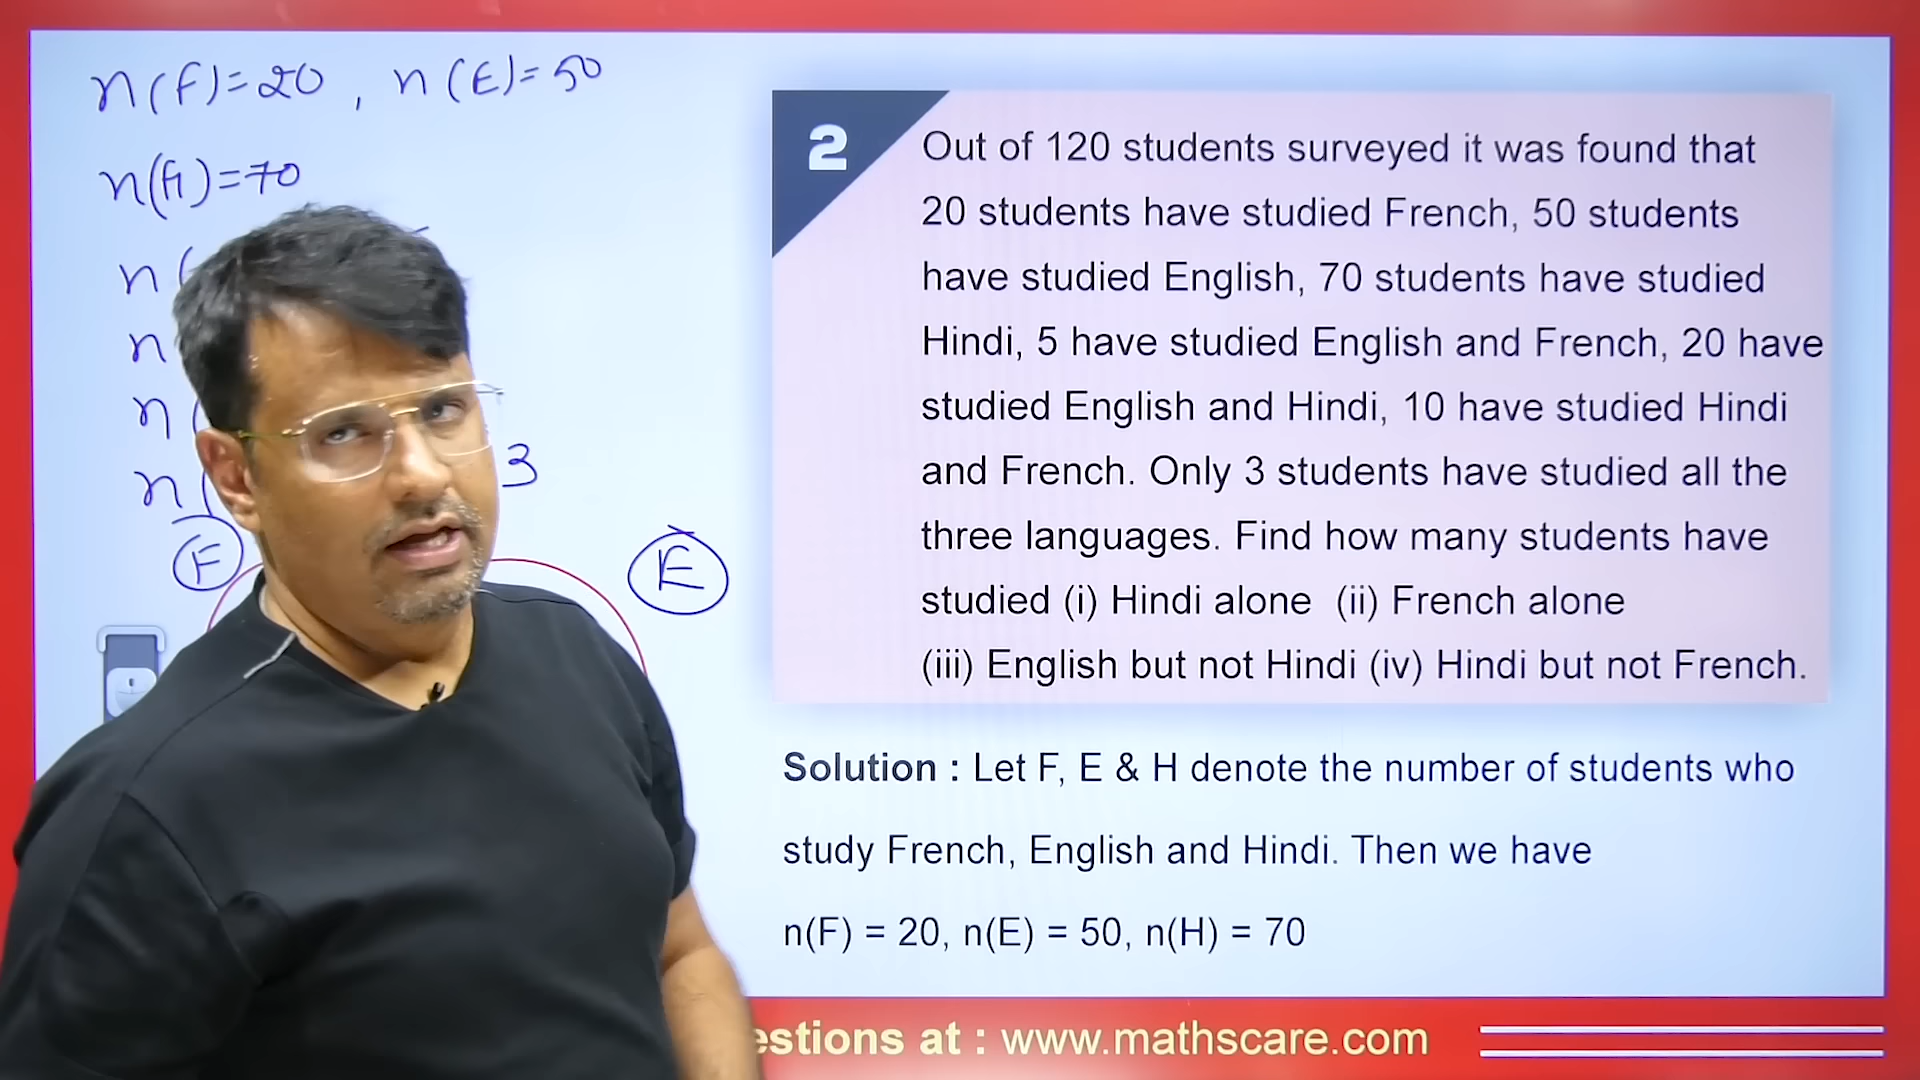 n(F)=20, n(E)=50
n(H)=70
n(
n
n(
n(
3
F
E
2
Out of 120 students surveyed it was found that
20 students have studied French, 50 students
have studied English, 70 students have studied
Hindi, 5 have studied English and French, 20 have
studied English and Hindi, 10 have studied Hindi
and French. Only 3 students have studied all the
three languages. Find how many students have
studied (i) Hindi alone (ii) French alone
(iii) English but not Hindi (iv) Hindi but not French.
Solution : Let F, E & H denote the number of students who
study French, English and Hindi. Then we have
n(F) = 20, n(E) = 50, n(H) = 70
estions at : www.mathscare.com